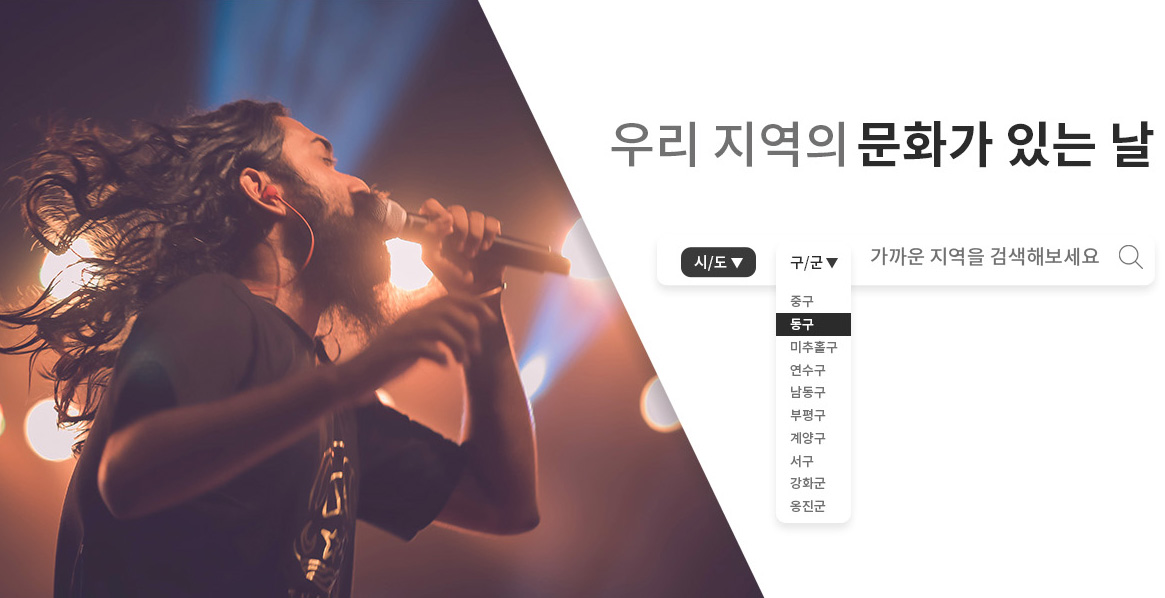 우리 지역의 문화가 있는 날
시/도 ▼ 구/군 ▼ 가까운 지역을 검색해보세요
중구
동구
미추홀구
연수구
남동구
부평구
계양구
서구
강화군
옹진군